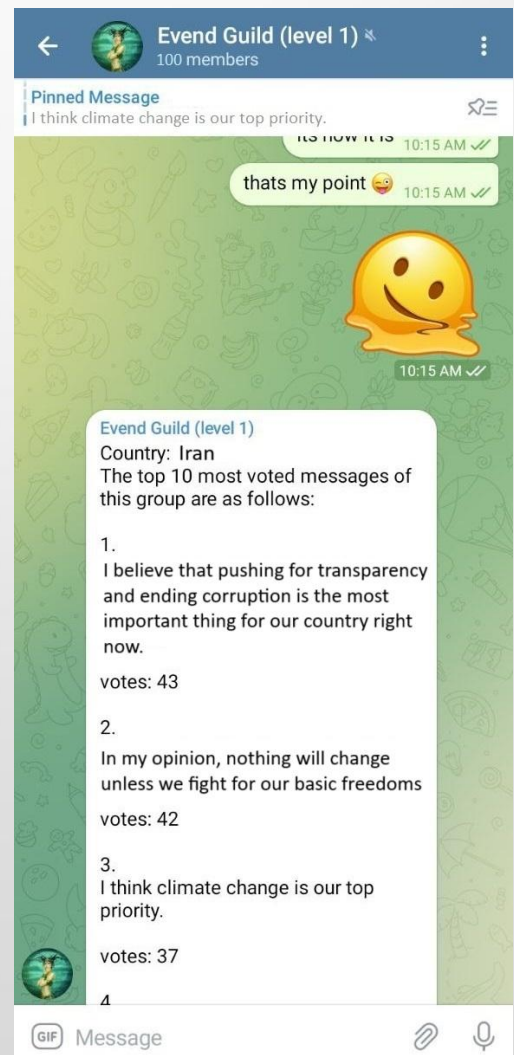 Evend Guild (level 1)
100 members
Pinned Message
I think climate change is our top priority.
10:15 AM
thats my point 😜
10:15 AM
10:15 AM
Evend Guild (level 1)
Country: Iran
The top 10 most voted messages of
this group are as follows:
1.
I believe that pushing for transparency
and ending corruption is the most
important thing for our country right
now.
votes: 43
2.
In my opinion, nothing will change
unless we fight for our basic freedoms
votes: 42
3.
I think climate change is our top
priority.
votes: 37
4
GIF Message